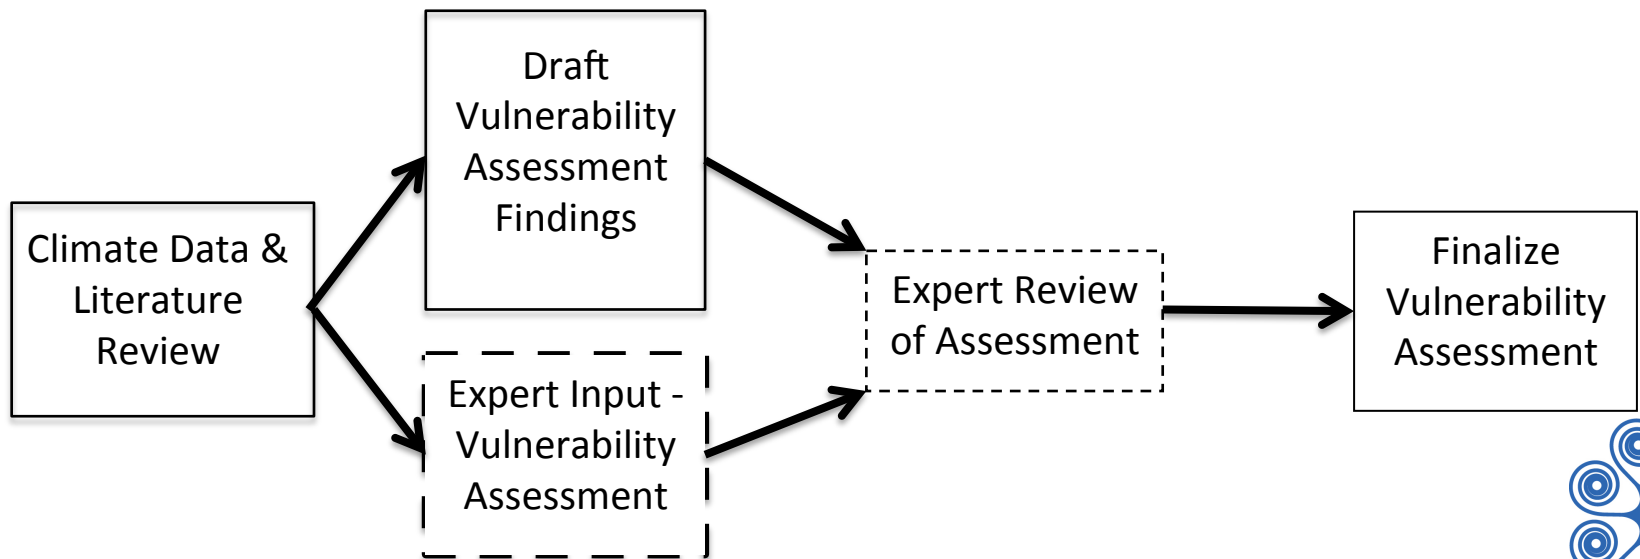 Climate Data &
Literature
Review
Draft
Vulnerability
Assessment
Findings
Expert Input -
Vulnerability
Assessment
Expert Review
of Assessment
Finalize
Vulnerability
Assessment